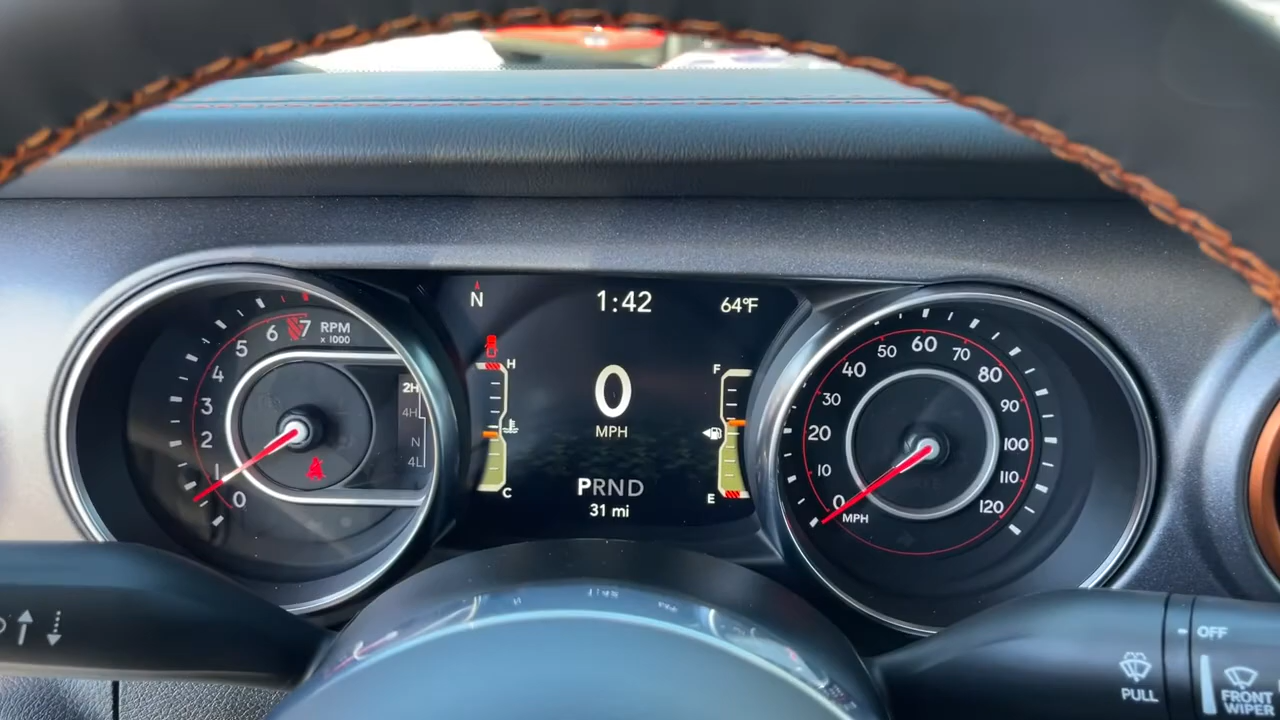 N
1:42
64°F
7
6
5
4
3
2
1
0
RPM
x 1000
2H
4H
N
4L
H
C
0
MPH
PRND
31 mi
F
E
0
10
20
30
40
50
60
70
80
90
100
110
120
MPH
PULL
OFF
FRONT
WIPER